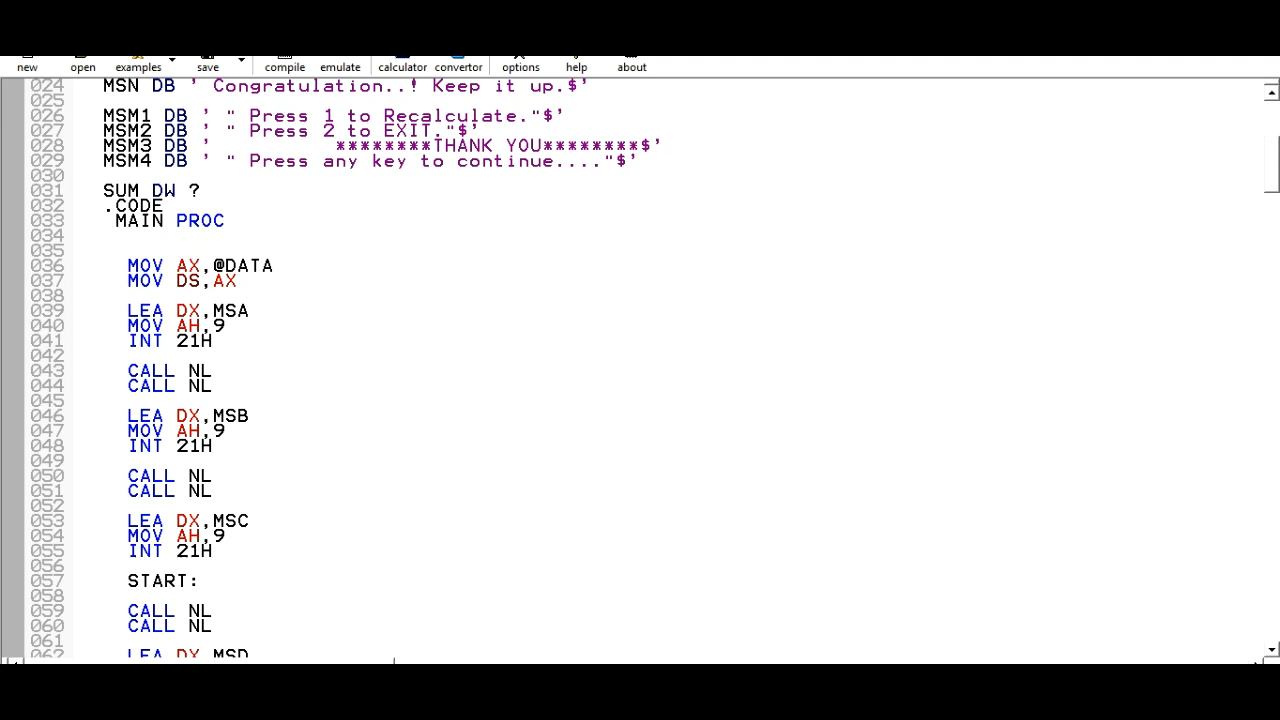 new open examples save compile emulate calculator convertor options help about
024 MSN DB ' Congratulation..! Keep it up.$'
025
026 MSM1 DB ' " Press 1 to Recalculate."$'
027 MSM2 DB ' " Press 2 to EXIT."$'
028 MSM3 DB ' ********THANK YOU********$'
029 MSM4 DB ' " Press any key to continue...."$'
030
031 SUM DW ?
032 .CODE
033 MAIN PROC
034
035
036 MOV AX,@DATA
037 MOV DS,AX
038
039 LEA DX,MSA
040 MOV AH,9
041 INT 21H
042
043 CALL NL
044 CALL NL
045
046 LEA DX,MSB
047 MOV AH,9
048 INT 21H
049
050 CALL NL
051 CALL NL
052
053 LEA DX,MSC
054 MOV AH,9
055 INT 21H
056
057 START:
058
059 CALL NL
060 CALL NL
061
062 LEA DX,MSD